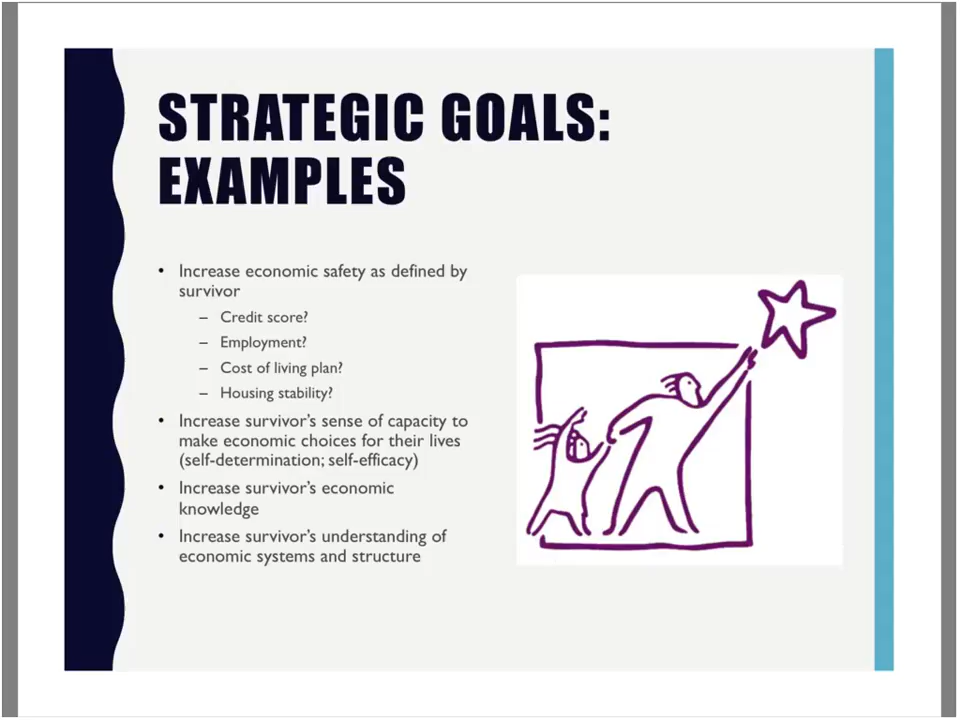 STRATEGIC GOALS:
EXAMPLES
• Increase economic safety as defined by
survivor
– Credit score?
– Employment?
– Cost of living plan?
– Housing stability?
• Increase survivor’s sense of capacity to
make economic choices for their lives
(self-determination; self-efficacy)
• Increase survivor’s economic
knowledge
• Increase survivor’s understanding of
economic systems and structure